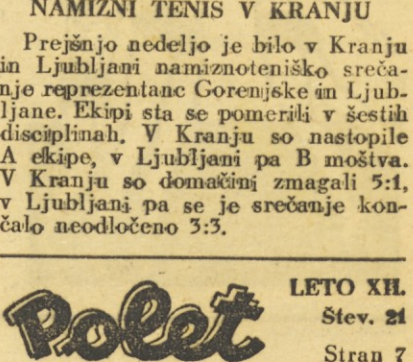 NAMIZNI TENIS V KRANJU
Prejšnjo nedeljo je bilo v Kranju
in Ljubljani namiznoteniško sreča-
nje reprezentanc Gorenjske in Ljub-
ljane. Ekipi sta se pomerili v šestih
disciplinah. V Kranju so nastopile
A ekipe, v Ljubljani pa B moštva.
V Kranju so domačini zmagali 5:1,
v Ljubljani pa se je srečanje kon-
čalo neodločeno 3:3.
Polet
LETO XII.
Štev. 21
Stran 7